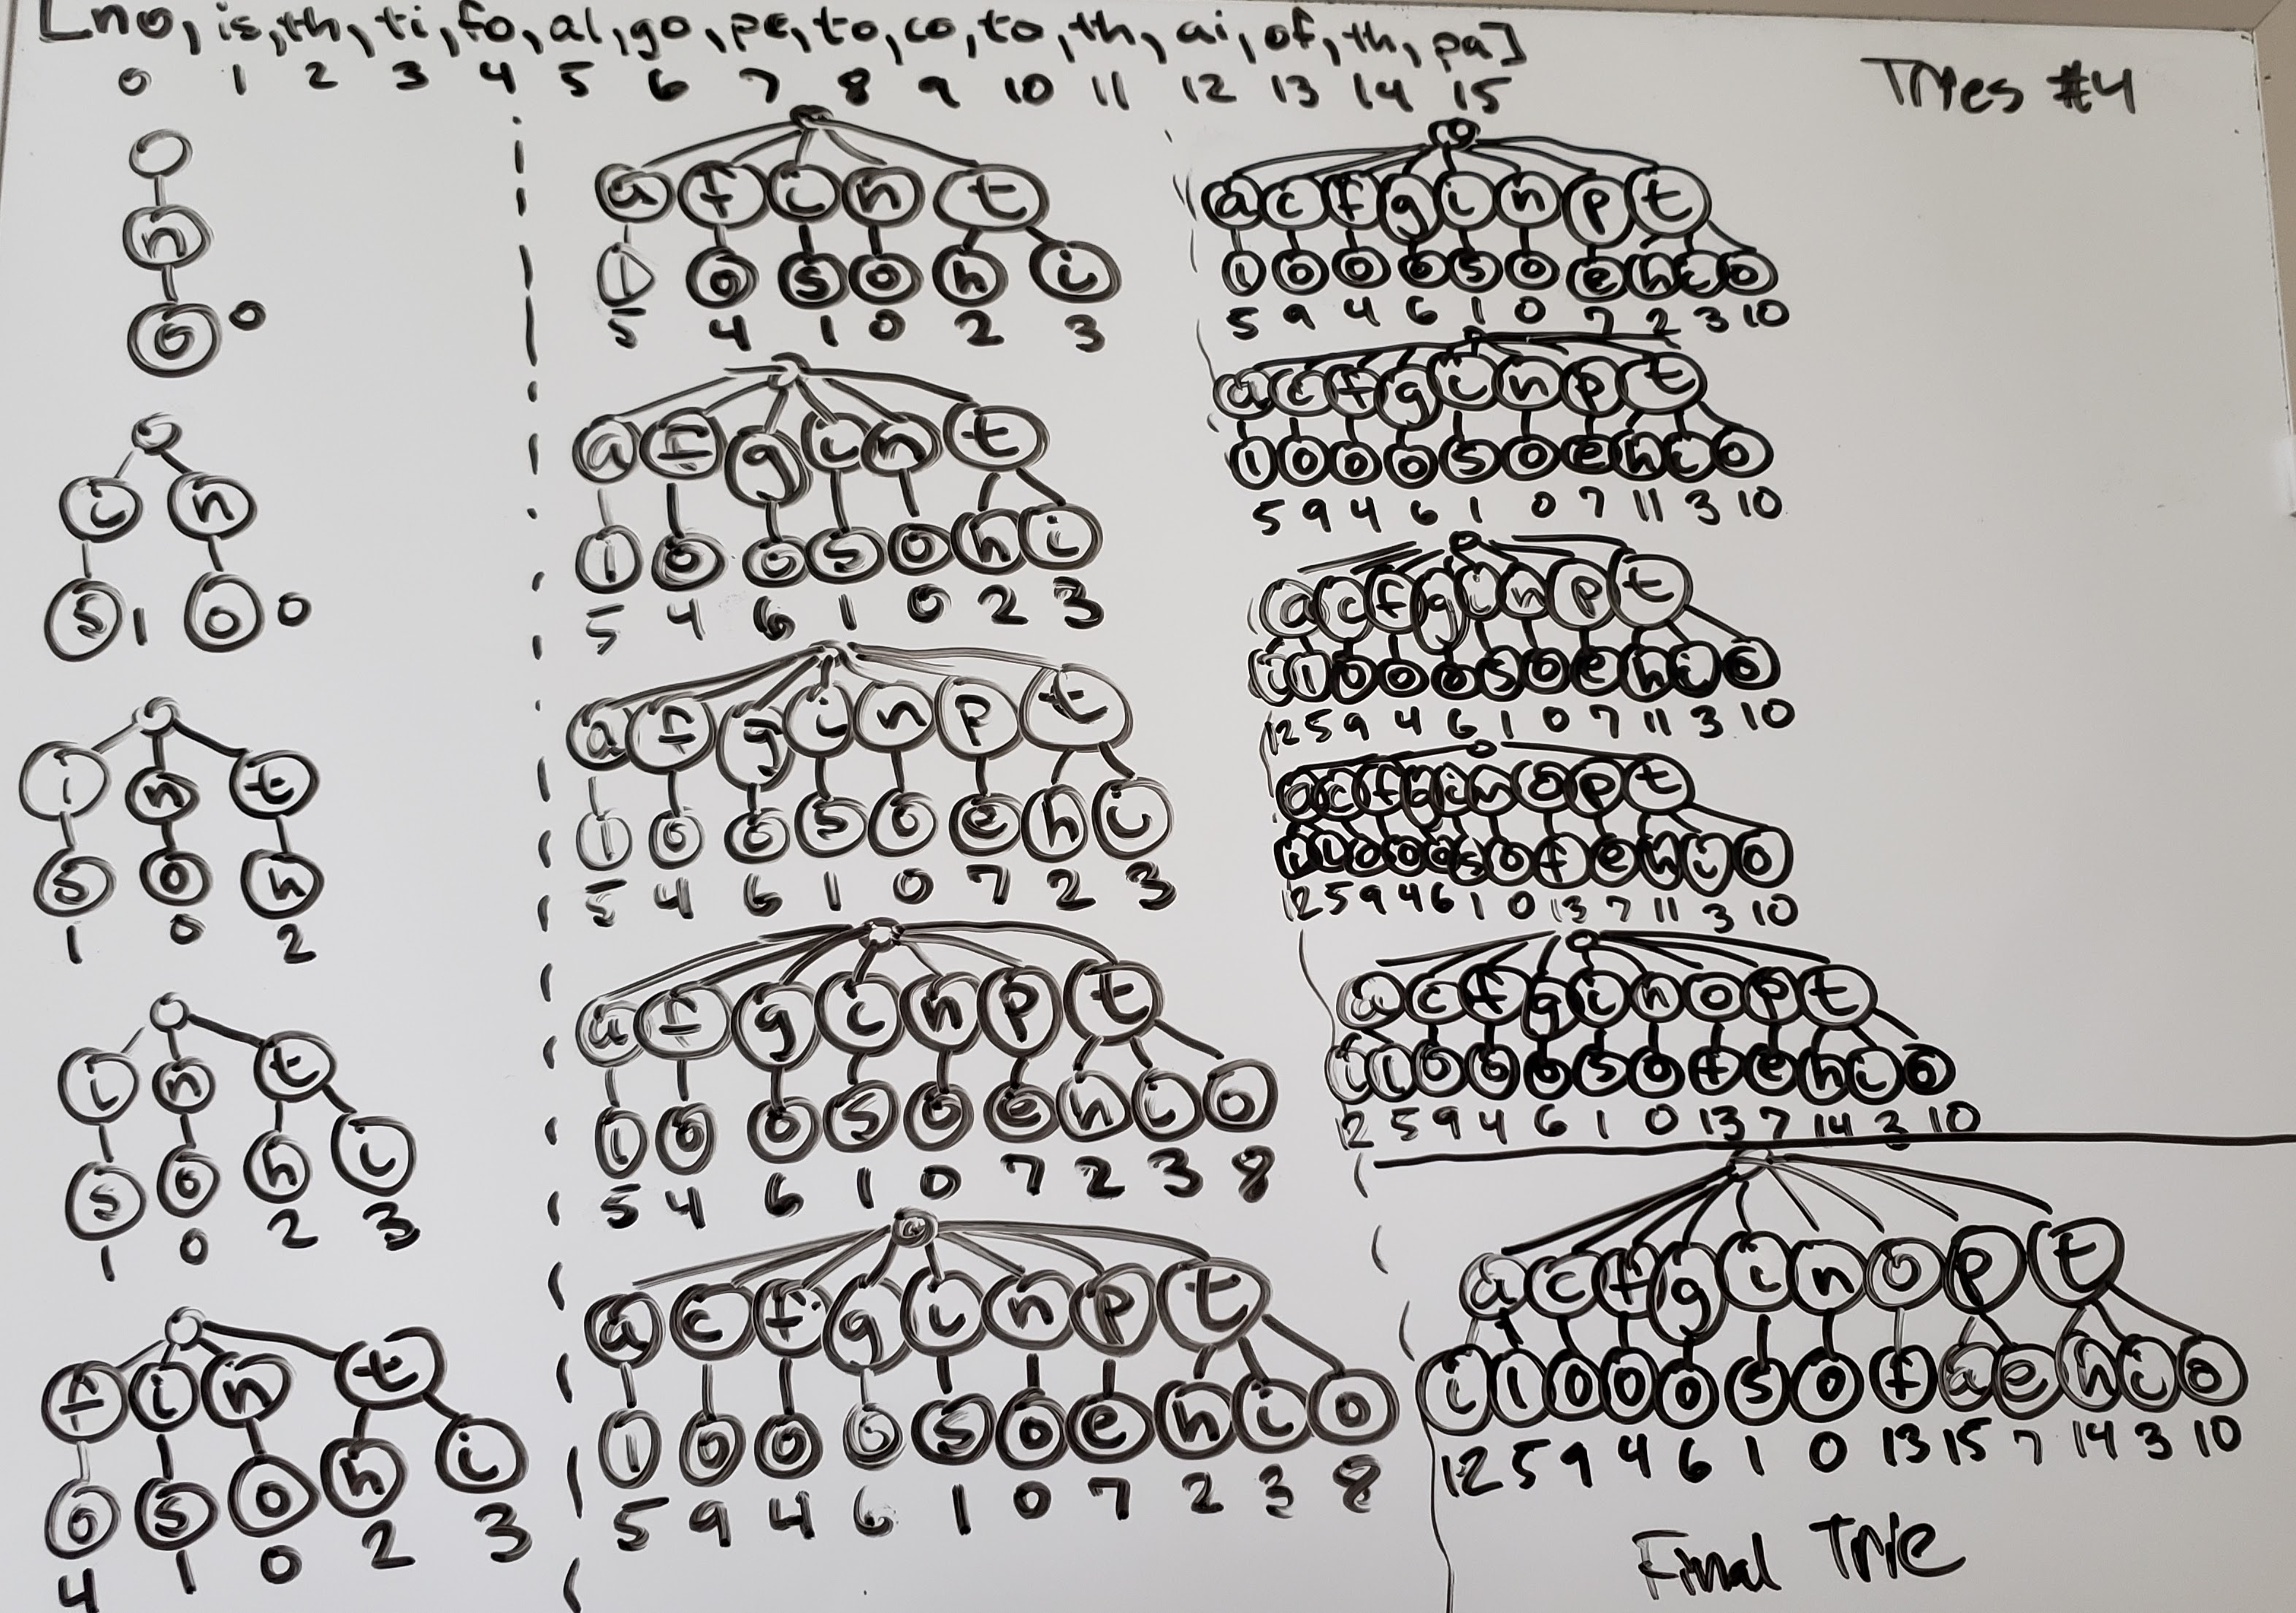 [no, is, th, ti, fo, al, go, pe, to, co, to, th, ai, of, th, pa]
0 1 2 3 4 5 6 7 8 9 10 11 12 13 14 15
Tries #4
n
o 0
i n
s 1 o 0
i n t
s o h
1 0 2
i n t
s o h i
1 0 2 3
f i n t
o s o h i
4 1 0 2 3
a f i n t
l o s o h i
5 4 1 0 2 3
a f g i n t
l o o s o h i
5 4 6 1 0 2 3
a f g i n p t
l o o s o e h i
5 4 6 1 0 7 2 3
a f g i n p t
l o o s o e h i o
5 4 6 1 0 7 2 3 8
a c f g i n p t
l o o o s o e h i o
5 9 4 6 1 0 7 2 3 8
a c f g i n p t
l o o o s o e h i o
5 9 4 6 1 0 7 2 3 10
a c f g i n p t
l o o o s o e h i o
5 9 4 6 1 0 7 11 3 10
a c f g i n p t
i l o o o s o e h i o
12 5 9 4 6 1 0 7 11 3 10
a c f g i n o p t
i l o o o s o f e h i o
12 5 9 4 6 1 0 13 7 11 3 10
a c f g i n o p t
i l o o o s o f e h i o
12 5 9 4 6 1 0 13 7 14 3 10
a c f g i n o p t
i l o o o s o f a e h i o
12 5 9 4 6 1 0 13 15 7 14 3 10
Final Trie